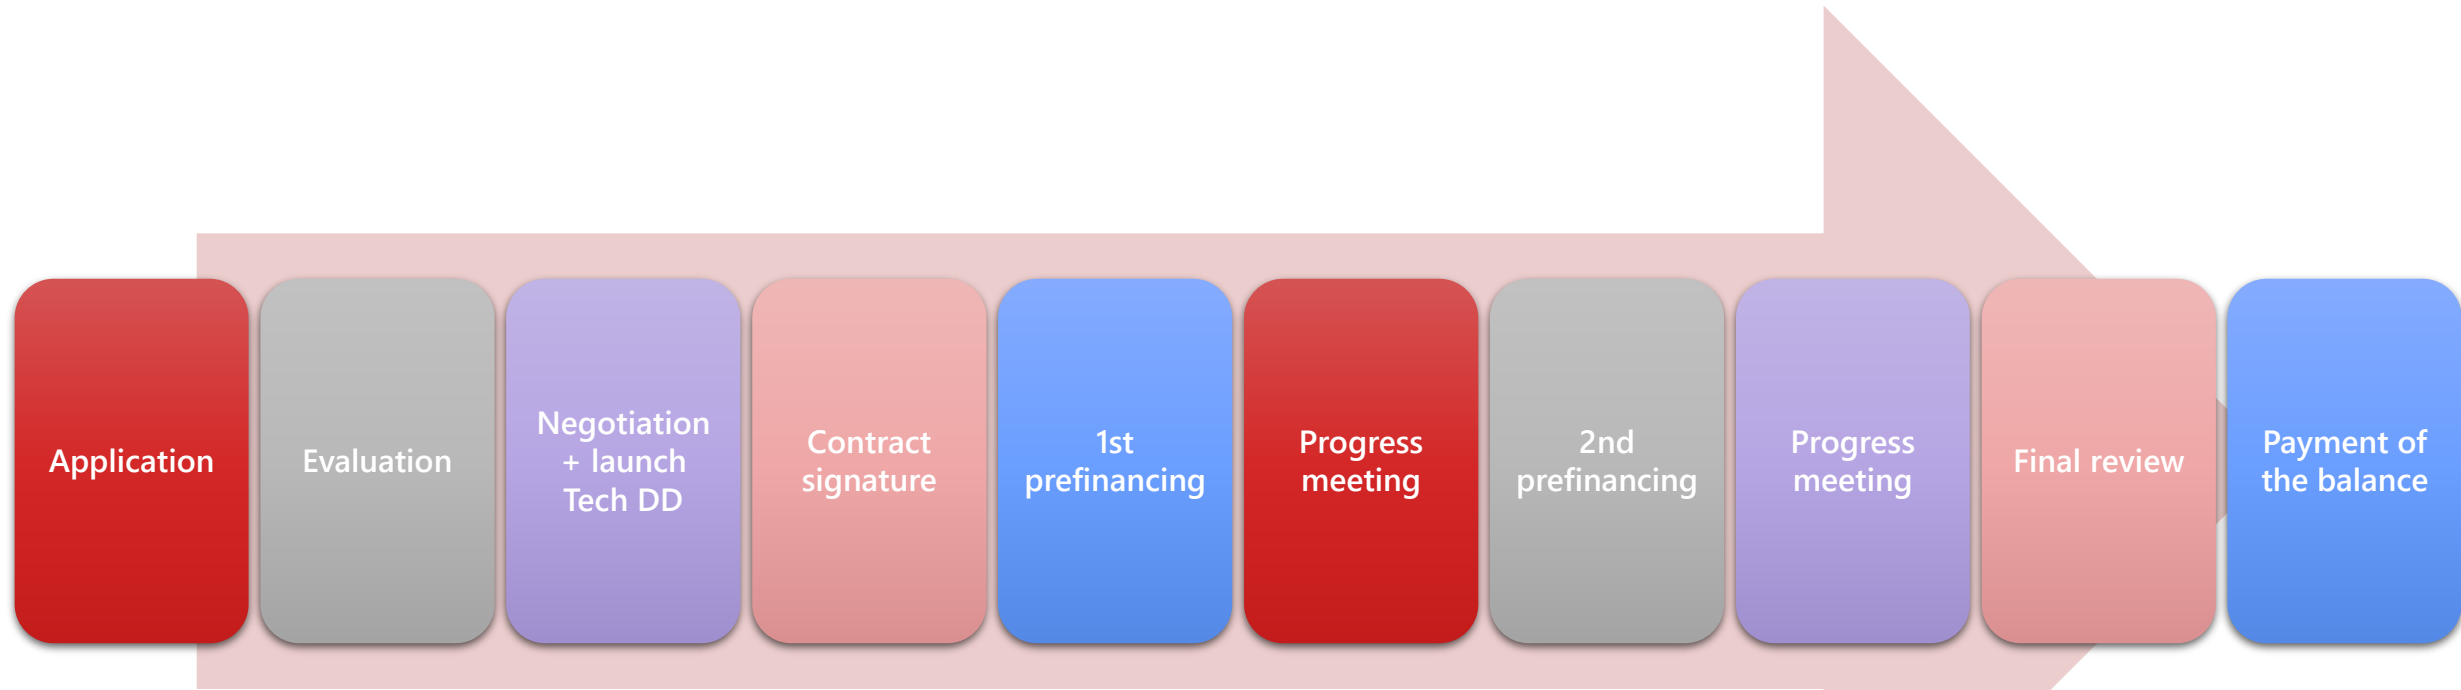 Application
Evaluation
Negotiation
+ launch
Tech DD
Contract
signature
1st
prefinancing
Progress
meeting
2nd
prefinancing
Progress
meeting
Final review
Payment of
the balance